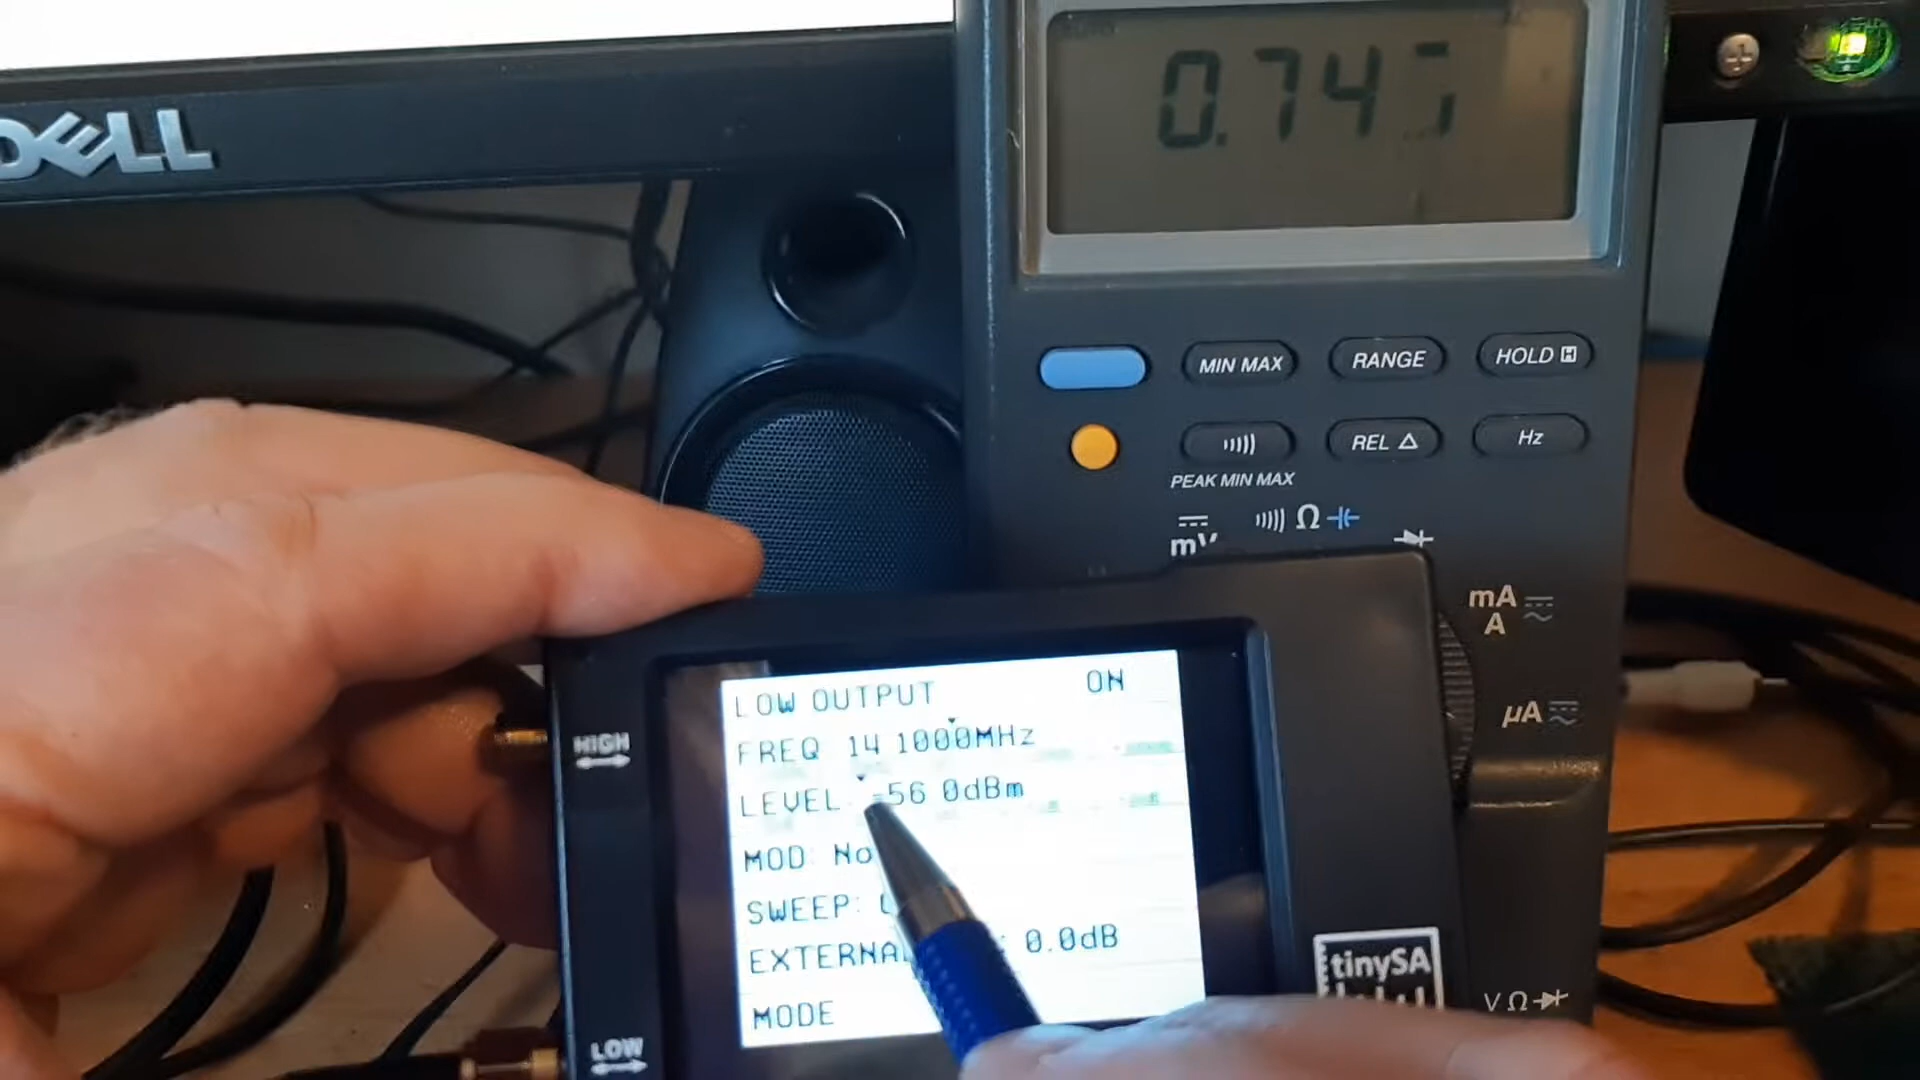 DELL
0.74
MIN MAX
RANGE
HOLD H
REL Δ
Hz
PEAK MIN MAX
mV
Ω
mA
A
µA
LOW OUTPUT ON
FREQ 14 1000MHz
LEVEL: -56 0dBm
MOD: No
SWEEP:
EXTERNA : 0.0dB
MODE
HIGH
LOW
tinySA
V Ω